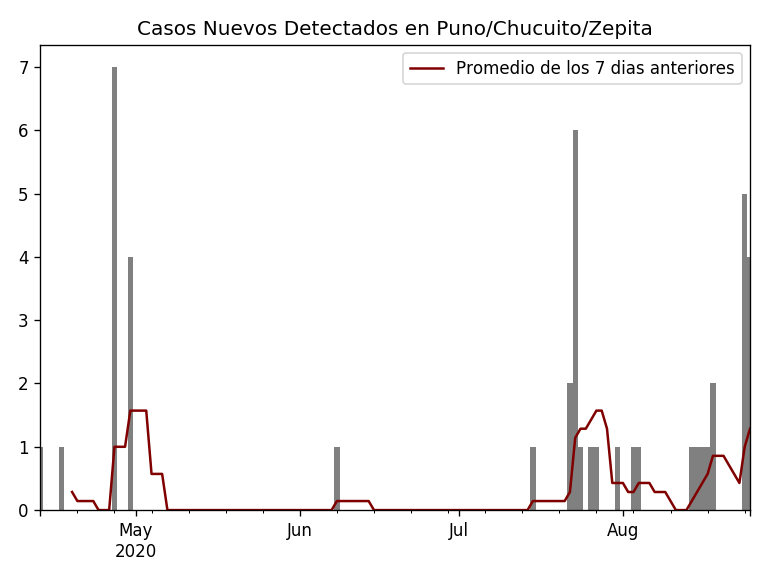 Casos Nuevos Detectados en Puno/Chucuito/Zepita
Promedio de los 7 dias anteriores
7
6
5
4
3
2
1
0
May
2020
Jun
Jul
Aug